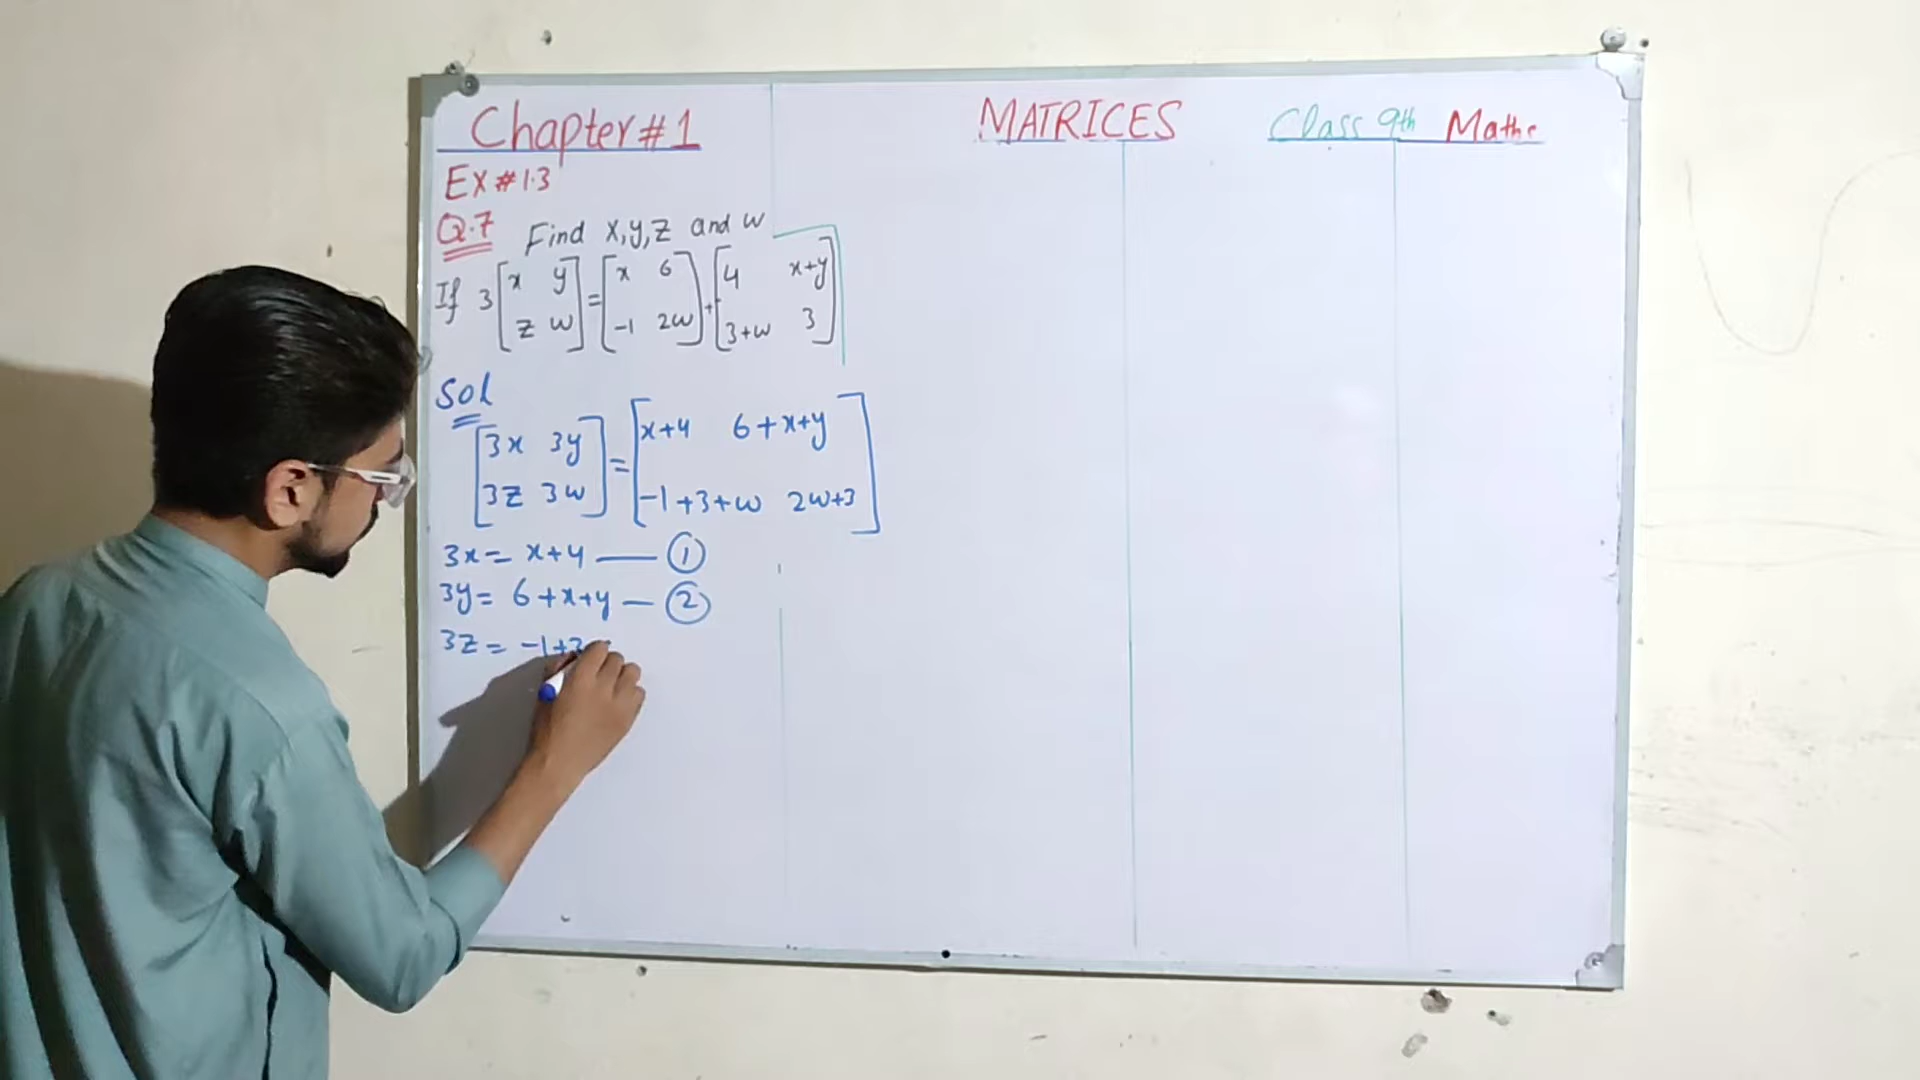 Chapter#1 MATRICES Class 9th Maths
EX#1.3
Q.7 Find x,y,z and w
If 3[x y = [x 6 + [4 x+y
z w] -1 2w] 3+w 3]
Sol
[3x 3y = [x+4 6+x+y
3z 3w] -1+3+w 2w+3]
3x = x+4 — ①
3y = 6+x+y — ②
3z = -1+3